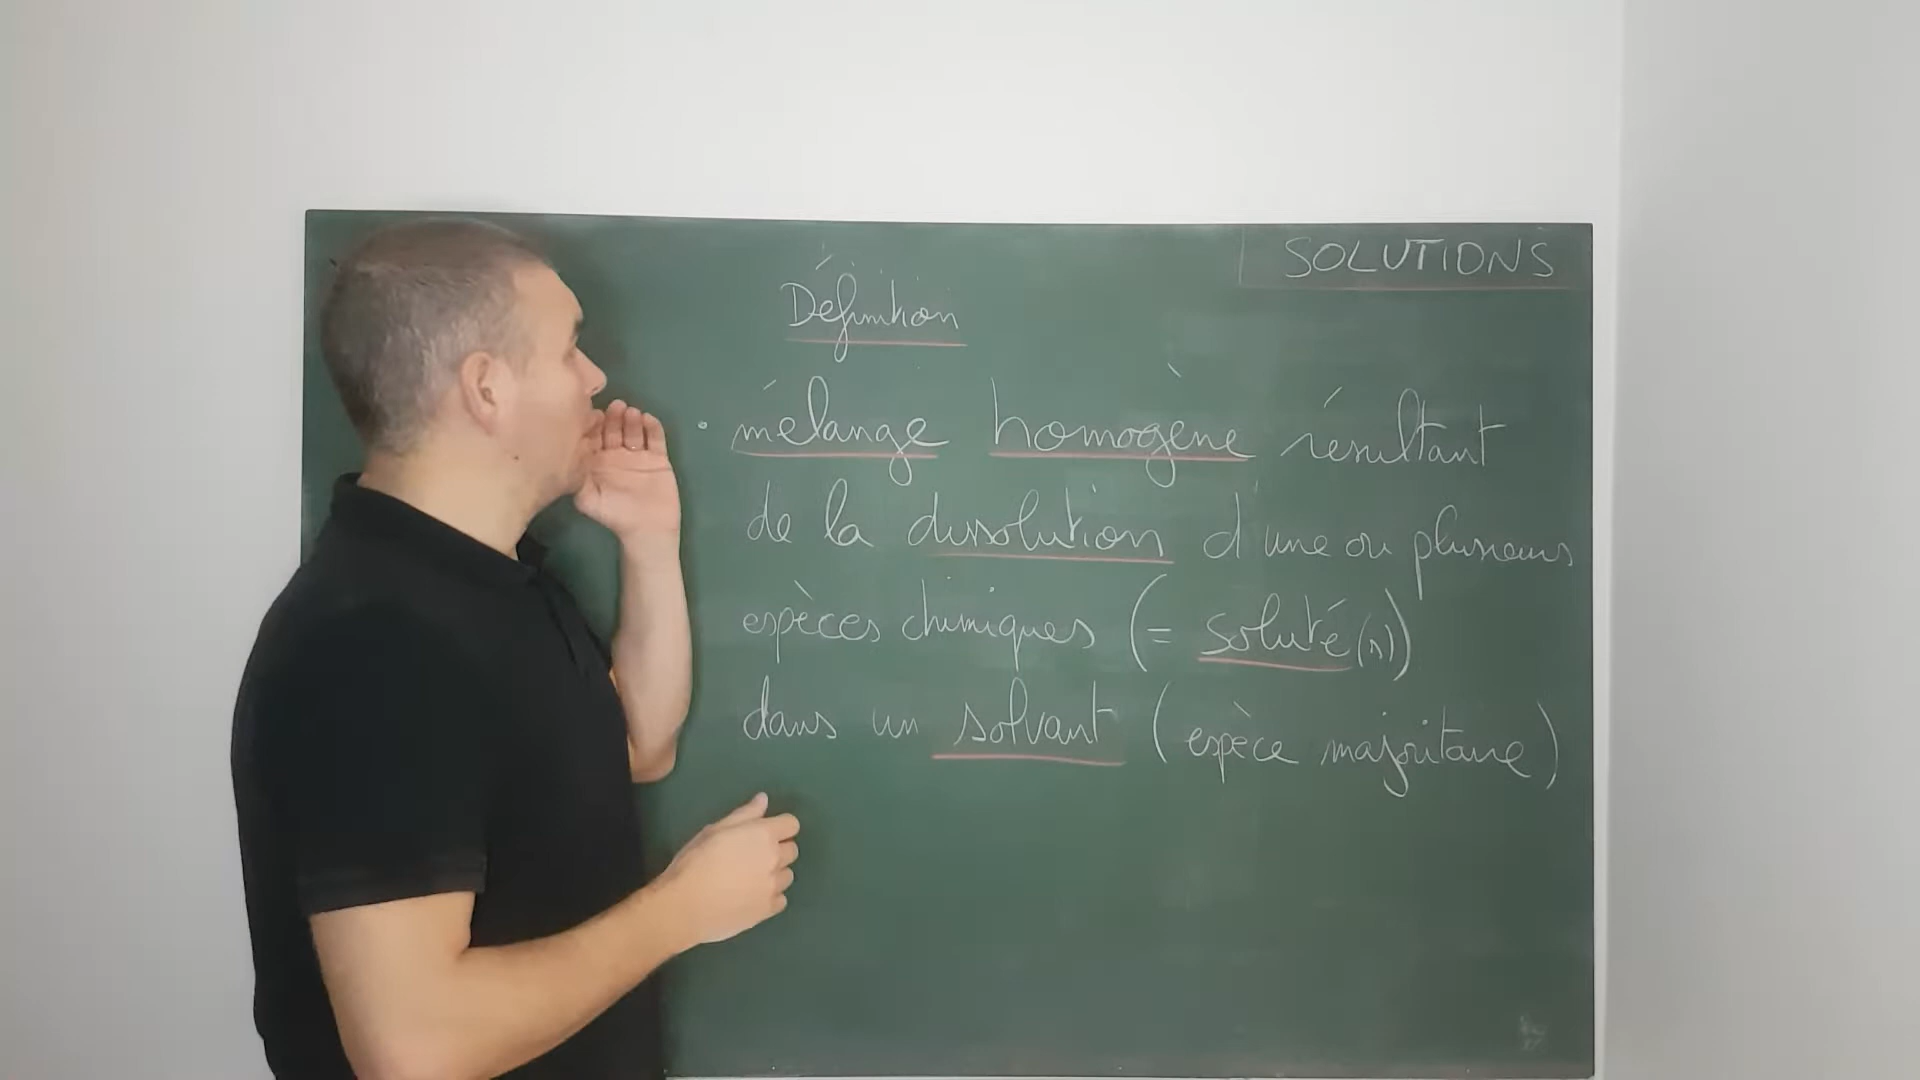 SOLUTIONS
Définition
• mélange homogène résultant
de la dissolution d'une ou plusieurs
espèces chimiques (= soluté(s))
dans un solvant (espèce majoritaire)